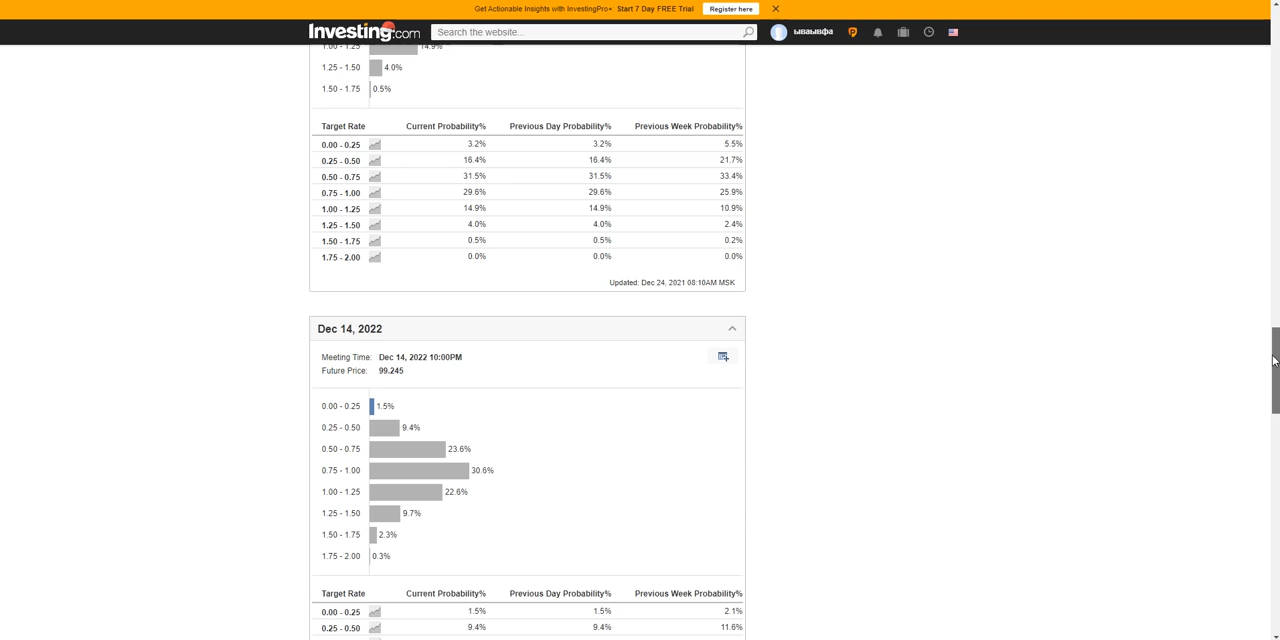 Get Actionable Insights with InvestingPro+: Start 7 Day FREE Trial Register here
Investing.com Search the website... ываывфа
1.00 - 1.25 14.9%
1.25 - 1.50 4.0%
1.50 - 1.75 0.5%
Target Rate Current Probability% Previous Day Probability% Previous Week Probability%
0.00 - 0.25 3.2% 3.2% 5.5%
0.25 - 0.50 16.4% 16.4% 21.7%
0.50 - 0.75 31.5% 31.5% 33.4%
0.75 - 1.00 29.6% 29.6% 25.9%
1.00 - 1.25 14.9% 14.9% 10.9%
1.25 - 1.50 4.0% 4.0% 2.4%
1.50 - 1.75 0.5% 0.5% 0.2%
1.75 - 2.00 0.0% 0.0% 0.0%
Updated: Dec 24, 2021 08:10AM MSK
Dec 14, 2022
Meeting Time: Dec 14, 2022 10:00PM
Future Price: 99.245
0.00 - 0.25 1.5%
0.25 - 0.50 9.4%
0.50 - 0.75 23.6%
0.75 - 1.00 30.6%
1.00 - 1.25 22.6%
1.25 - 1.50 9.7%
1.50 - 1.75 2.3%
1.75 - 2.00 0.3%
Target Rate Current Probability% Previous Day Probability% Previous Week Probability%
0.00 - 0.25 1.5% 1.5% 2.1%
0.25 - 0.50 9.4% 9.4% 11.6%